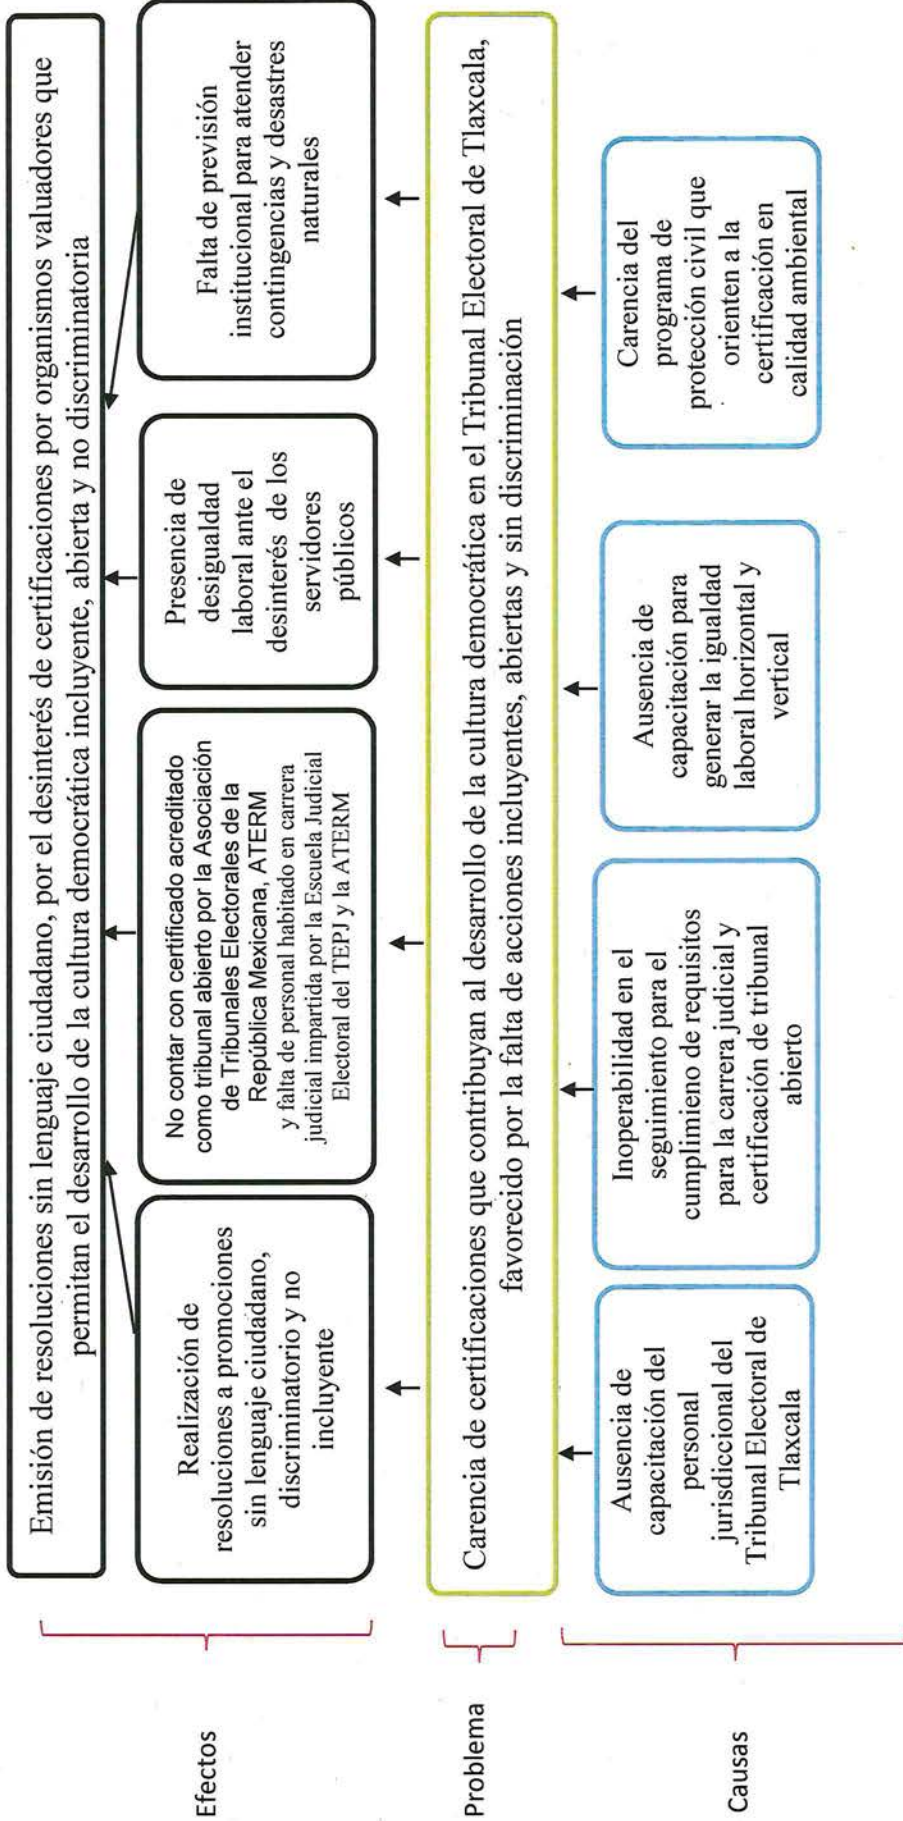 Efectos
Emisión de resoluciones sin lenguaje ciudadano, por el desinterés de certificaciones por organismos valuadores que
permitan el desarrollo de la cultura democrática incluyente, abierta y no discriminatoria
Realización de
resoluciones a promociones
sin lenguaje ciudadano,
discriminatorio y no
incluyente
No contar con certificado acreditado
como tribunal abierto por la Asociación
de Tribunales Electorales de la
República Mexicana, ATERM
y falta de personal habitado en carrera
judicial impartida por la Escuela Judicial
Electoral del TEPJ y la ATERM
Presencia de
desigualdad
laboral ante el
desinterés de los
servidores
públicos
Falta de previsión
institucional para atender
contingencias y desastres
naturales
Problema
Carencia de certificaciones que contribuyan al desarrollo de la cultura democrática en el Tribunal Electoral de Tlaxcala,
favorecido por la falta de acciones incluyentes, abiertas y sin discriminación
Causas
Ausencia de
capacitación del
personal
jurisdiccional del
Tribunal Electoral de
Tlaxcala
Inoperabilidad en el
seguimiento para el
cumplimieno de requisitos
para la carrera judicial y
certificación de tribunal
abierto
Ausencia de
capacitación para
generar la igualdad
laboral horizontal y
vertical
Carencia del
programa de
protección civil que
orienten a la
certificación en
calidad ambiental